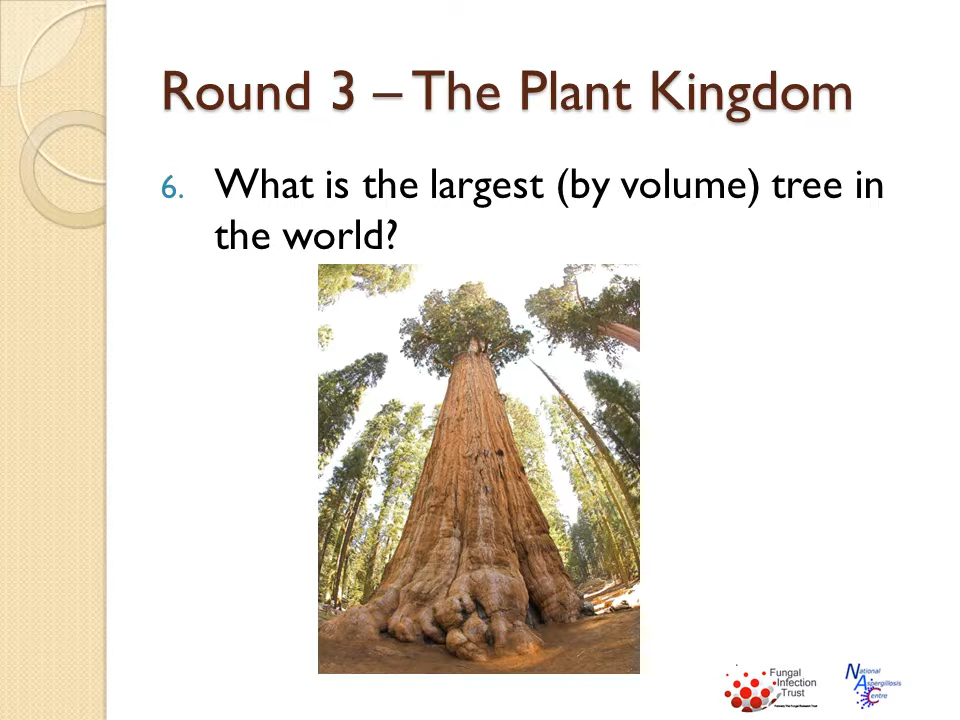 Round 3 – The Plant Kingdom
6. What is the largest (by volume) tree in
the world?
Fungal
Infection
Trust
National
Aspergillosis
Centre